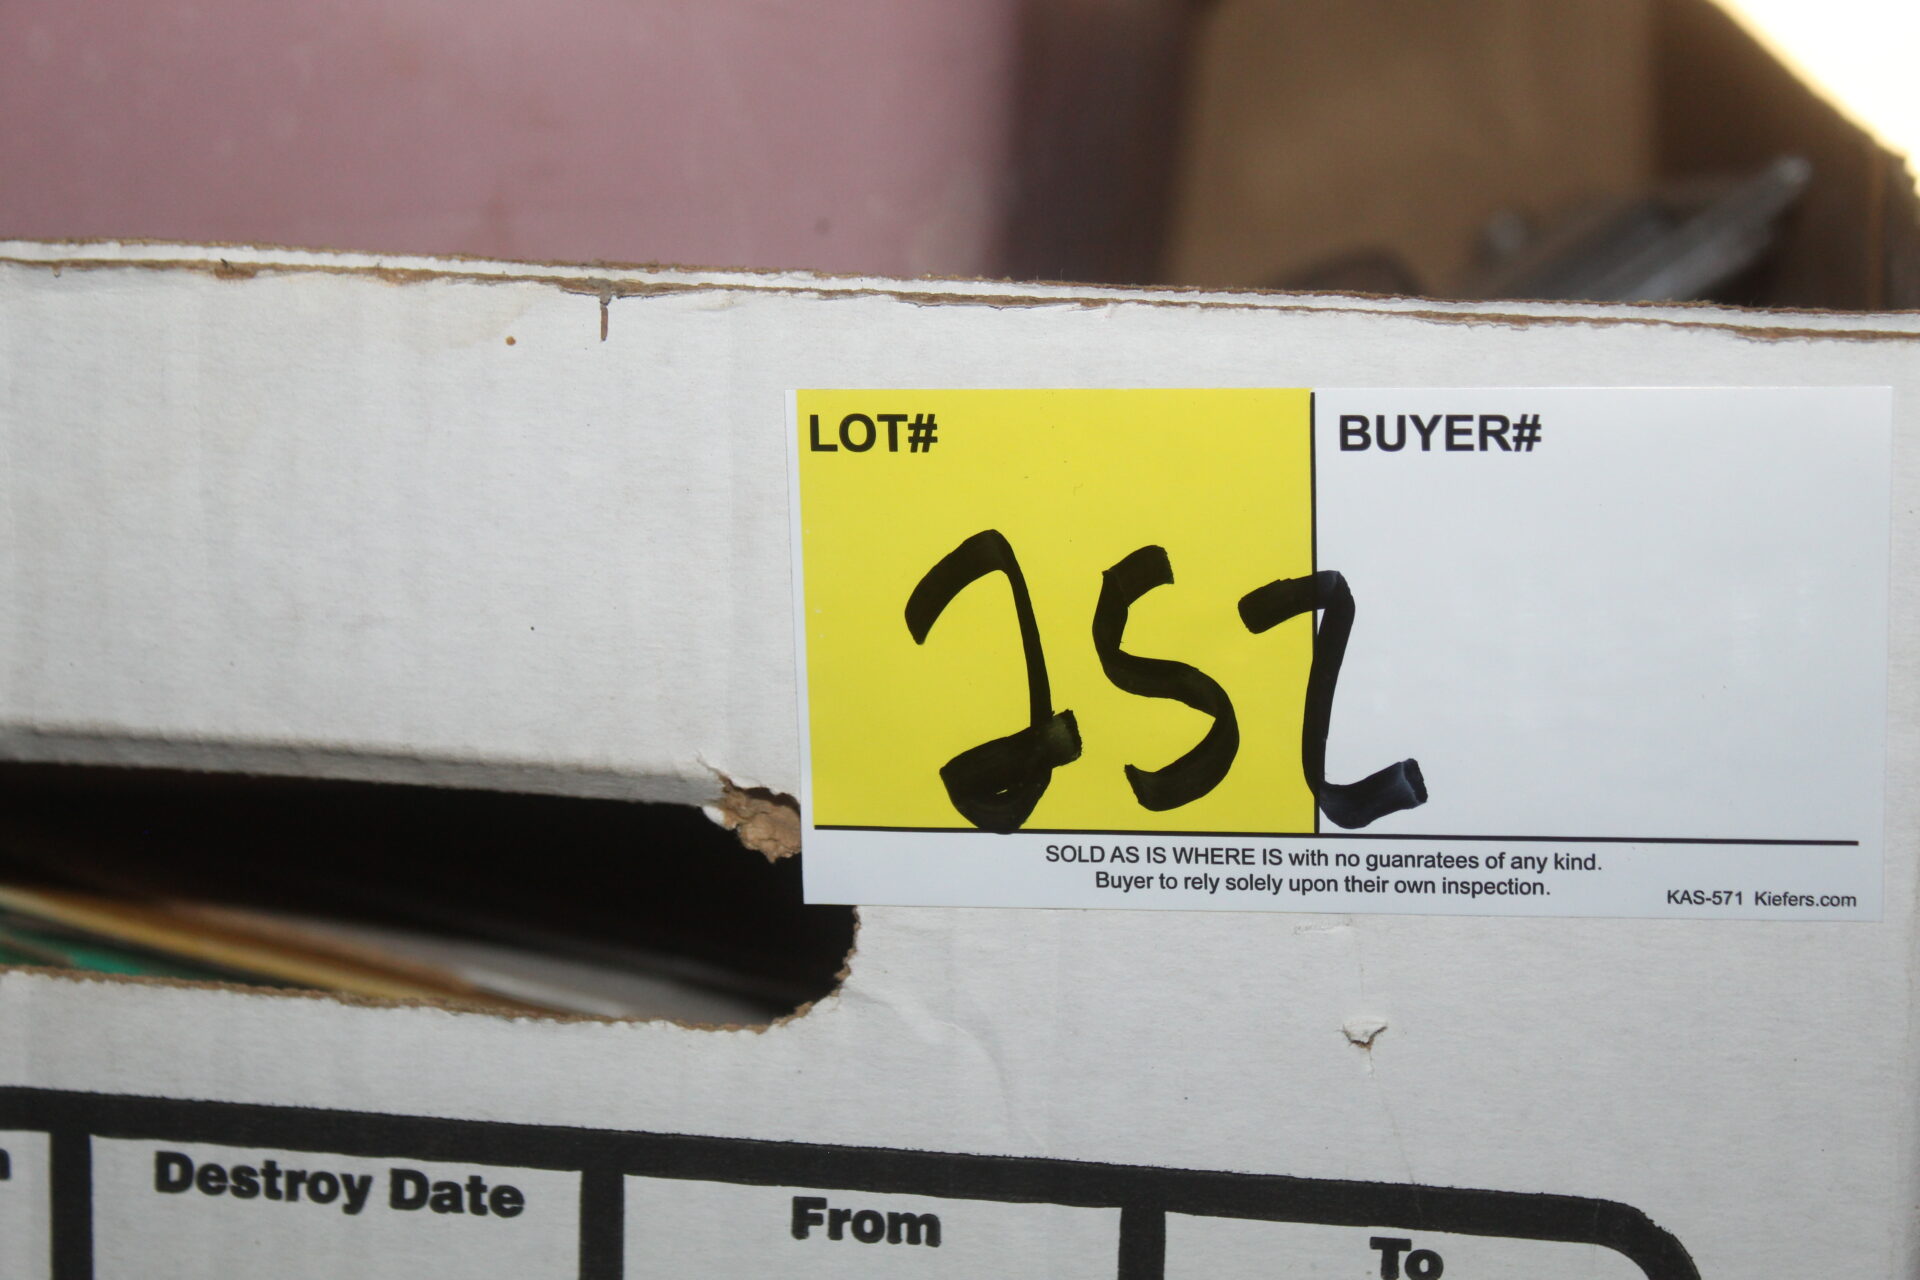 LOT#
BUYER#
252
SOLD AS IS WHERE IS with no guanratees of any kind.
Buyer to rely solely upon their own inspection.
KAS-571 Kiefers.com
Destroy Date
From
To